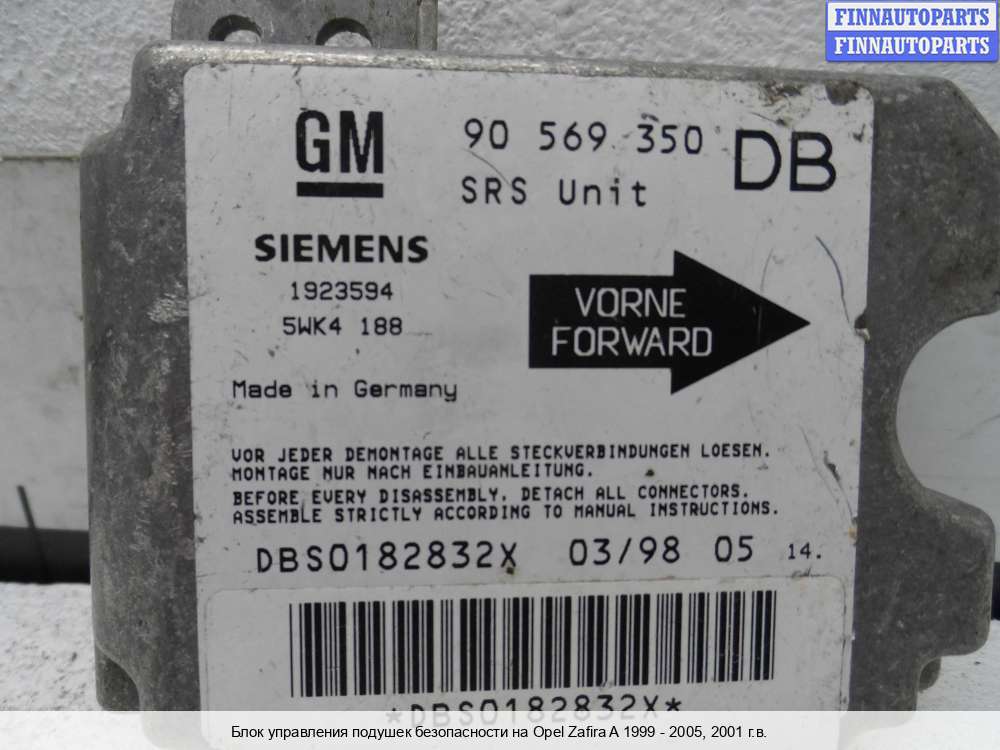 FINNAUTOPARTS
FINNAUTOPARTS
GM
90 569 350 DB
SRS Unit
SIEMENS
1923594
5WK4 188
VORNE
FORWARD
Made in Germany
VOR JEDER DEMONTAGE ALLE STECKVERBINDUNGEN LOESEN.
MONTAGE NUR NACH EINBAUANLEITUNG.
BEFORE EVERY DISASSEMBLY, DETACH ALL CONNECTORS.
ASSEMBLE STRICTLY ACCORDING TO MANUAL INSTRUCTIONS.
DBS0182832X 03/98 05 14.
*DBS0182832X*
Блок управления подушек безопасности на Opel Zafira A 1999 - 2005, 2001 г.в.